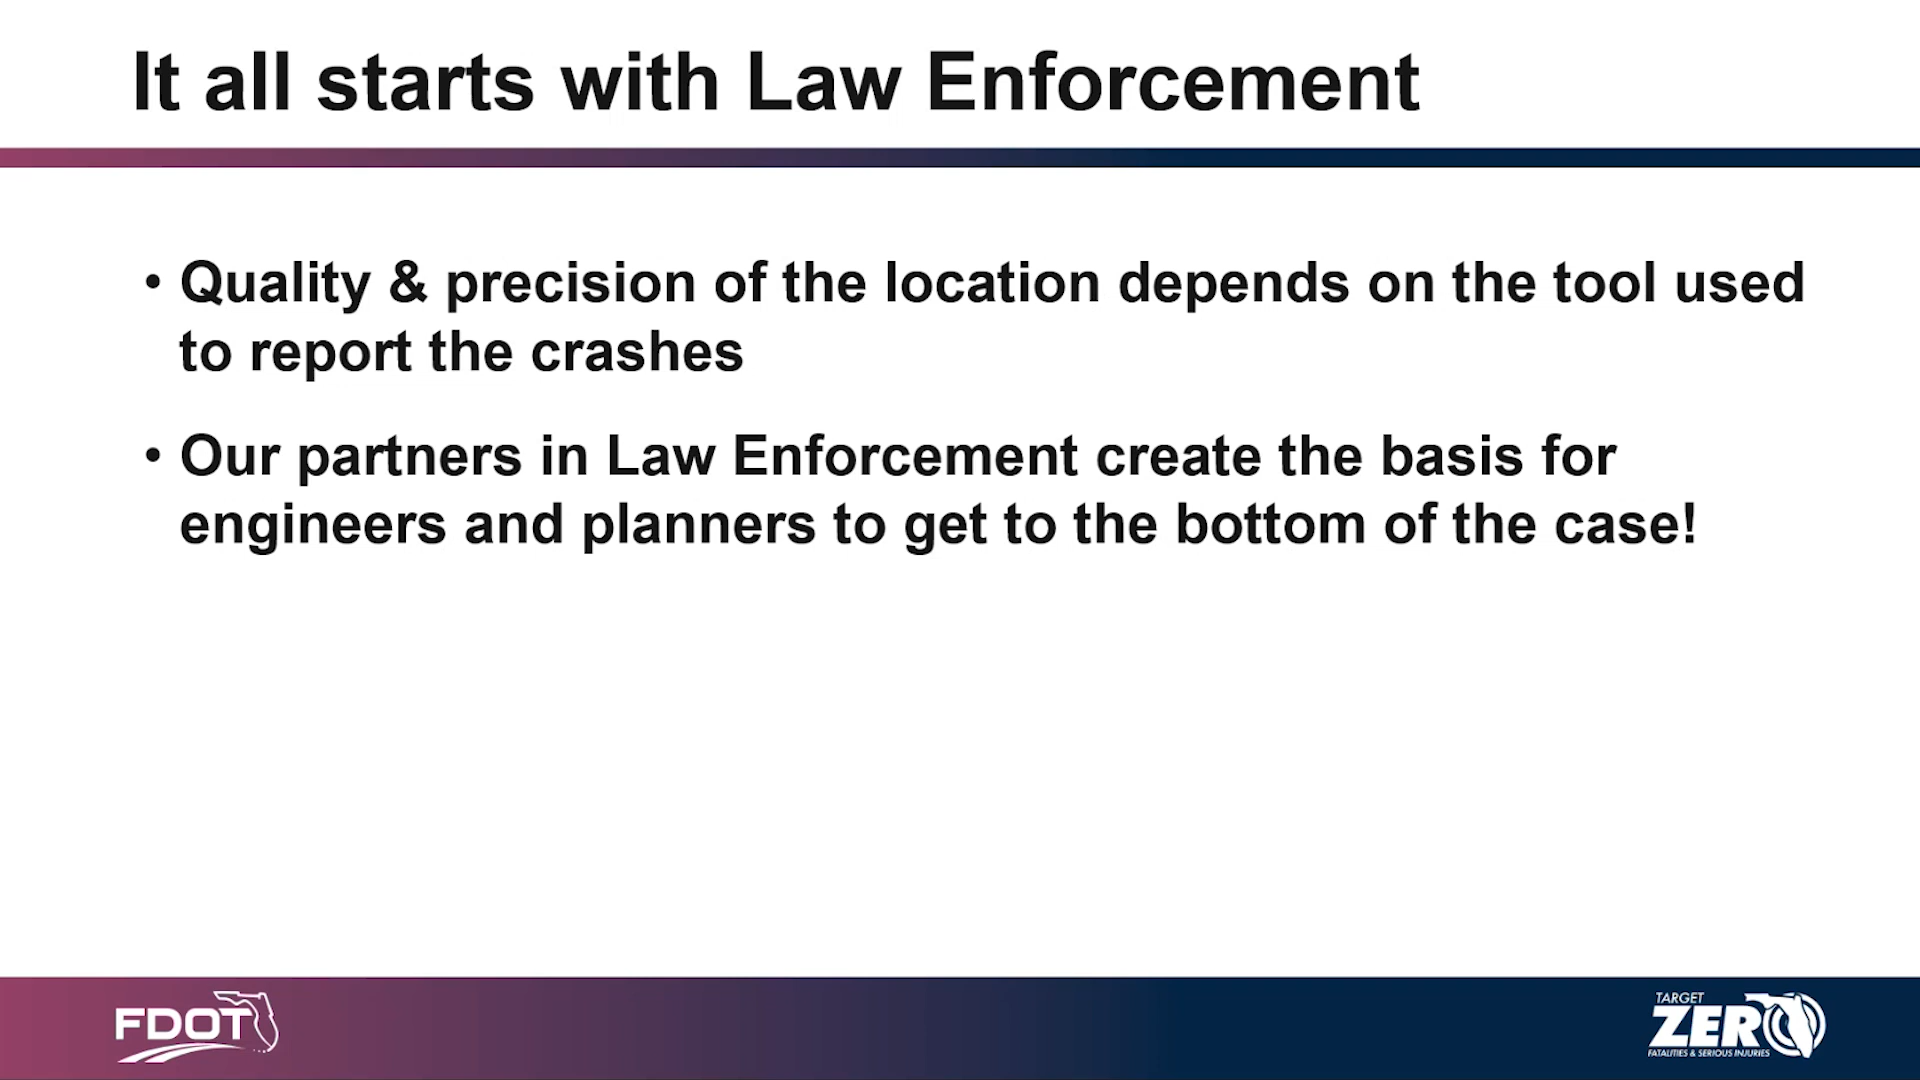 It all starts with Law Enforcement
• Quality & precision of the location depends on the tool used
to report the crashes
• Our partners in Law Enforcement create the basis for
engineers and planners to get to the bottom of the case!
FDOT
TARGET
ZERO
FATALITIES & SERIOUS INJURIES